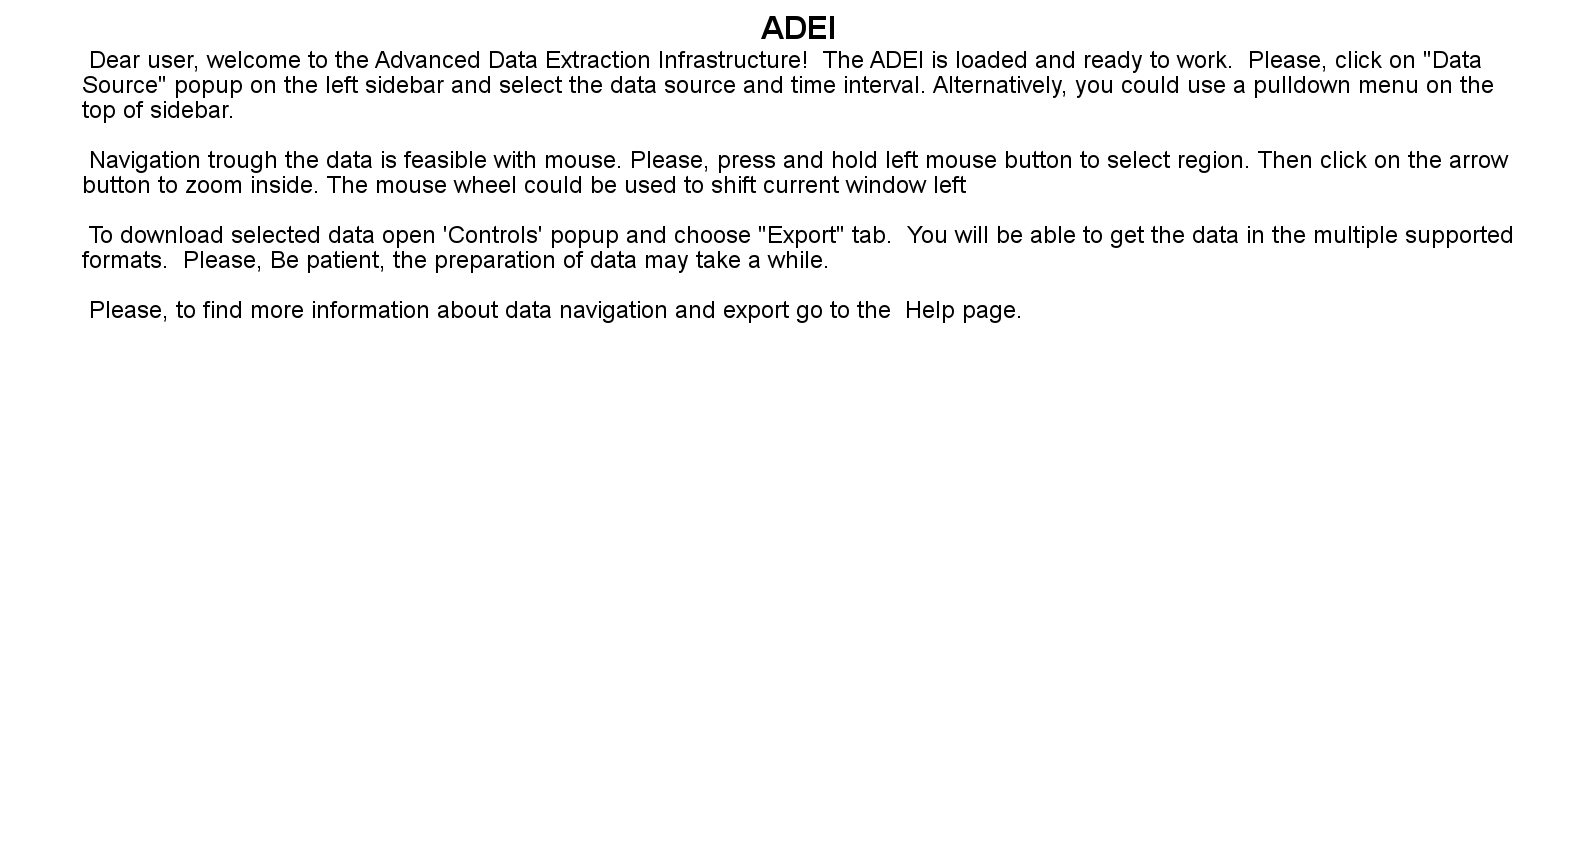 ADEI
Dear user, welcome to the Advanced Data Extraction Infrastructure!  The ADEI is loaded and ready to work.  Please, click on "Data
Source" popup on the left sidebar and select the data source and time interval. Alternatively, you could use a pulldown menu on the
top of sidebar.
Navigation trough the data is feasible with mouse. Please, press and hold left mouse button to select region. Then click on the arrow
button to zoom inside. The mouse wheel could be used to shift current window left
To download selected data open 'Controls' popup and choose "Export" tab.  You will be able to get the data in the multiple supported
formats.  Please, Be patient, the preparation of data may take a while.
Please, to find more information about data navigation and export go to the  Help page.